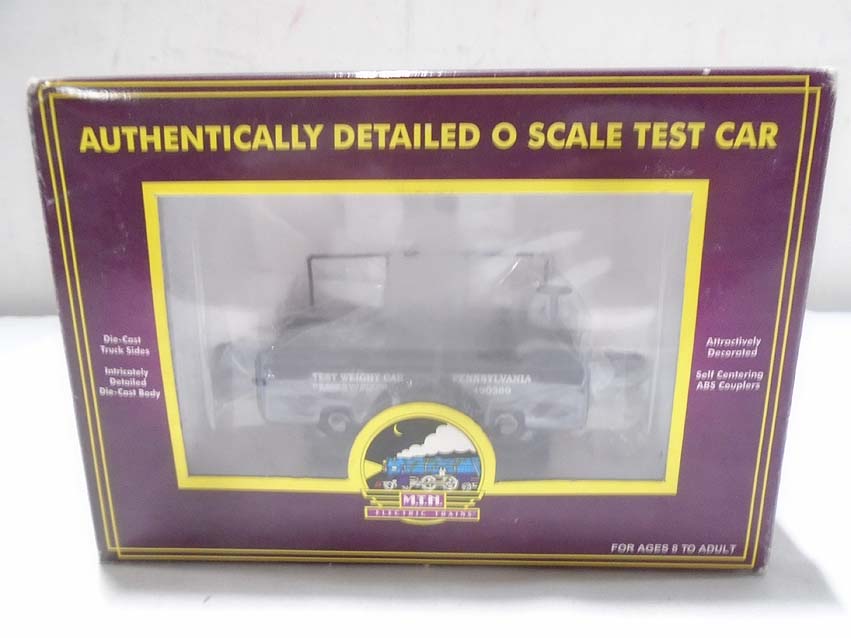 AUTHENTICALLY DETAILED O SCALE TEST CAR
Die-Cast
Truck Sides
Intricately
Detailed
Die-Cast Body
Attractively
Decorated
Self Centering
ABS Couplers
TEST WEIGHT CAR
PENNSYLVANIA
M.T.H.
ELECTRIC TRAINS
FOR AGES 8 TO ADULT